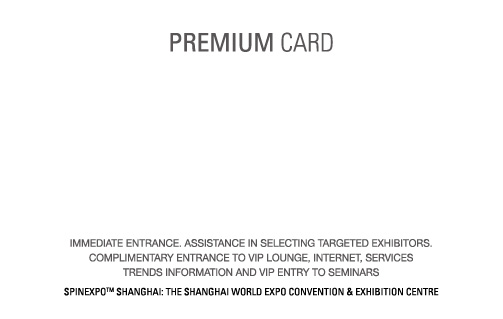 PREMIUM CARD
IMMEDIATE ENTRANCE. ASSISTANCE IN SELECTING TARGETED EXHIBITORS.
COMPLIMENTARY ENTRANCE TO VIP LOUNGE, INTERNET, SERVICES
TRENDS INFORMATION AND VIP ENTRY TO SEMINARS
SPINEXPO™ SHANGHAI: THE SHANGHAI WORLD EXPO CONVENTION & EXHIBITION CENTRE